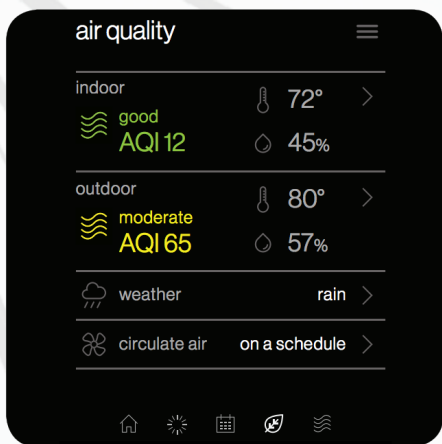 air quality
indoor
good
AQI 12
72°
45%
outdoor
moderate
AQI 65
80°
57%
weather rain
circulate air on a schedule